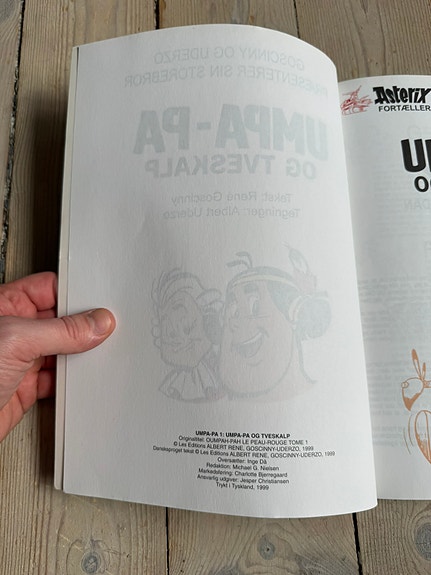 GOSCINNY OG UDERZO
PRÆSENTERER SIN STOREBROR
UMPA-PA
OG TVESKALP
Tekst: René Goscinny
Tegninger: Albert Uderzo
UMPA-PA 1: UMPA-PA OG TVESKALP
Originaltitel: OUMPAH-PAH LE PEAU-ROUGE TOME 1
© Les Editions ALBERT RENE, GOSCINNY-UDERZO, 1999
Danskesproget tekst © Les Editions ALBERT RENE, GOSCINNY-UDERZO, 1999
Oversætter: Inge Då
Redaktion: Michael G. Nielsen
Markedsføring: Charlotte Bjerregaard
Ansvarlig udgiver: Jesper Christiansen
Trykt i Tyskland, 1999
Asterix
FORTÆLLER